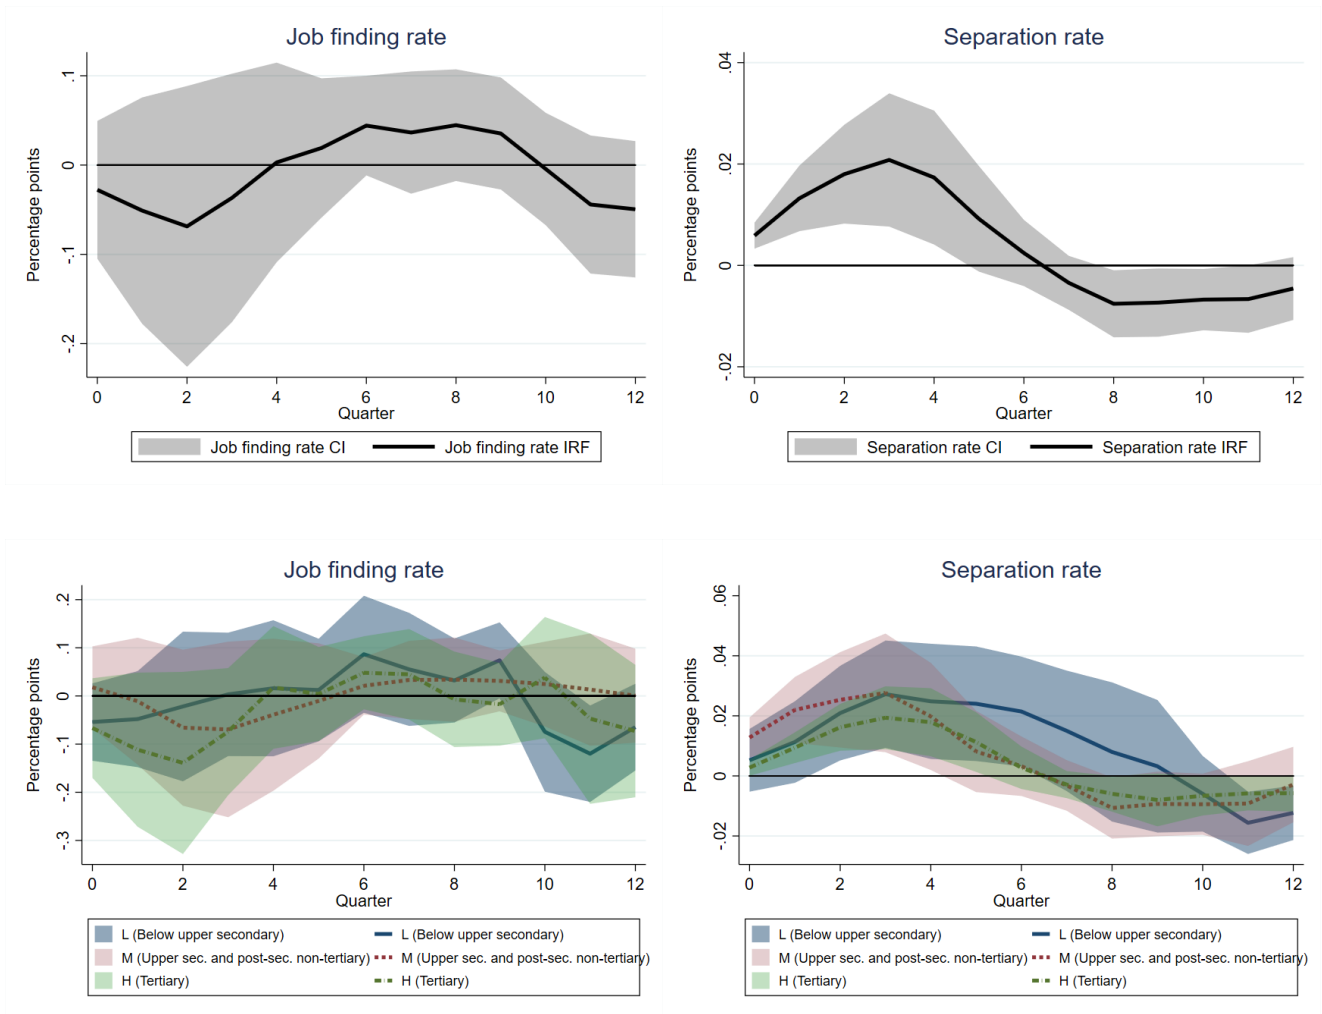 Job finding rate
Percentage points
.1
0
-.1
-.2
0 2 4 6 8 10 12
Quarter
Job finding rate CI Job finding rate IRF
Separation rate
Percentage points
.04
.02
0
-.02
0 2 4 6 8 10 12
Quarter
Separation rate CI Separation rate IRF
Job finding rate
Percentage points
.2
.1
0
-.1
-.2
-.3
0 2 4 6 8 10 12
Quarter
L (Below upper secondary) L (Below upper secondary)
M (Upper sec. and post-sec. non-tertiary) M (Upper sec. and post-sec. non-tertiary)
H (Tertiary) H (Tertiary)
Separation rate
Percentage points
.06
.04
.02
0
-.02
0 2 4 6 8 10 12
Quarter
L (Below upper secondary) L (Below upper secondary)
M (Upper sec. and post-sec. non-tertiary) M (Upper sec. and post-sec. non-tertiary)
H (Tertiary) H (Tertiary)